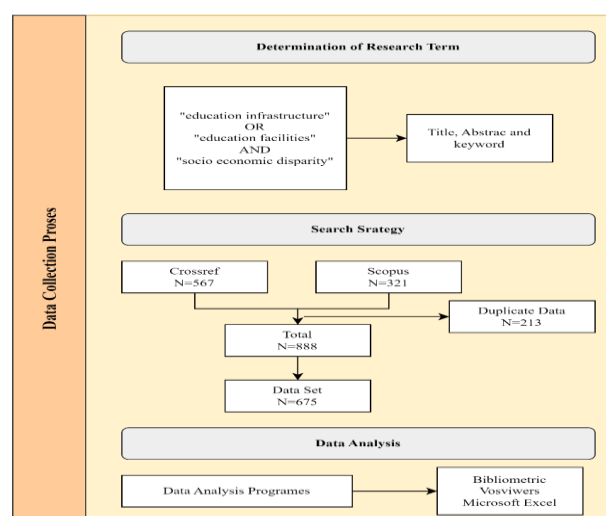 Data Collection Proses
Determination of Research Term
"education infrastructure"
OR
"education facilities"
AND
"socio economic disparity"
Title, Abstrac and
keyword
Search Srategy
Crossref
N=567
Scopus
N=321
Duplicate Data
N=213
Total
N=888
Data Set
N=675
Data Analysis
Data Analysis Programes
Bibliometric
Vosviwers
Microsoft Excel